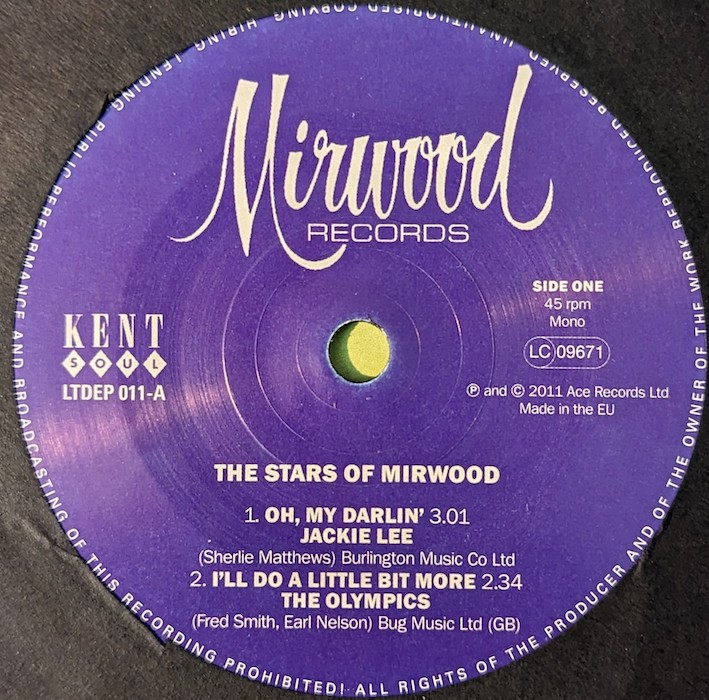 Mirwood
RECORDS
SIDE ONE
45 rpm
Mono
LC 09671
KENT
SOUL
LTDEP 011-A
℗ and © 2011 Ace Records Ltd
Made in the EU
THE STARS OF MIRWOOD
1. OH, MY DARLIN' 3.01
JACKIE LEE
(Sherlie Matthews) Burlington Music Co Ltd
2. I'LL DO A LITTLE BIT MORE 2.34
THE OLYMPICS
(Fred Smith, Earl Nelson) Bug Music Ltd (GB)
ALL RIGHTS OF THE PRODUCER AND OF THE OWNER OF THE WORK REPRODUCED RESERVED UNAUTHORISED COPYING, HIRING, LENDING, PUBLIC PERFORMANCE AND BROADCASTING OF THIS RECORDING PROHIBITED!